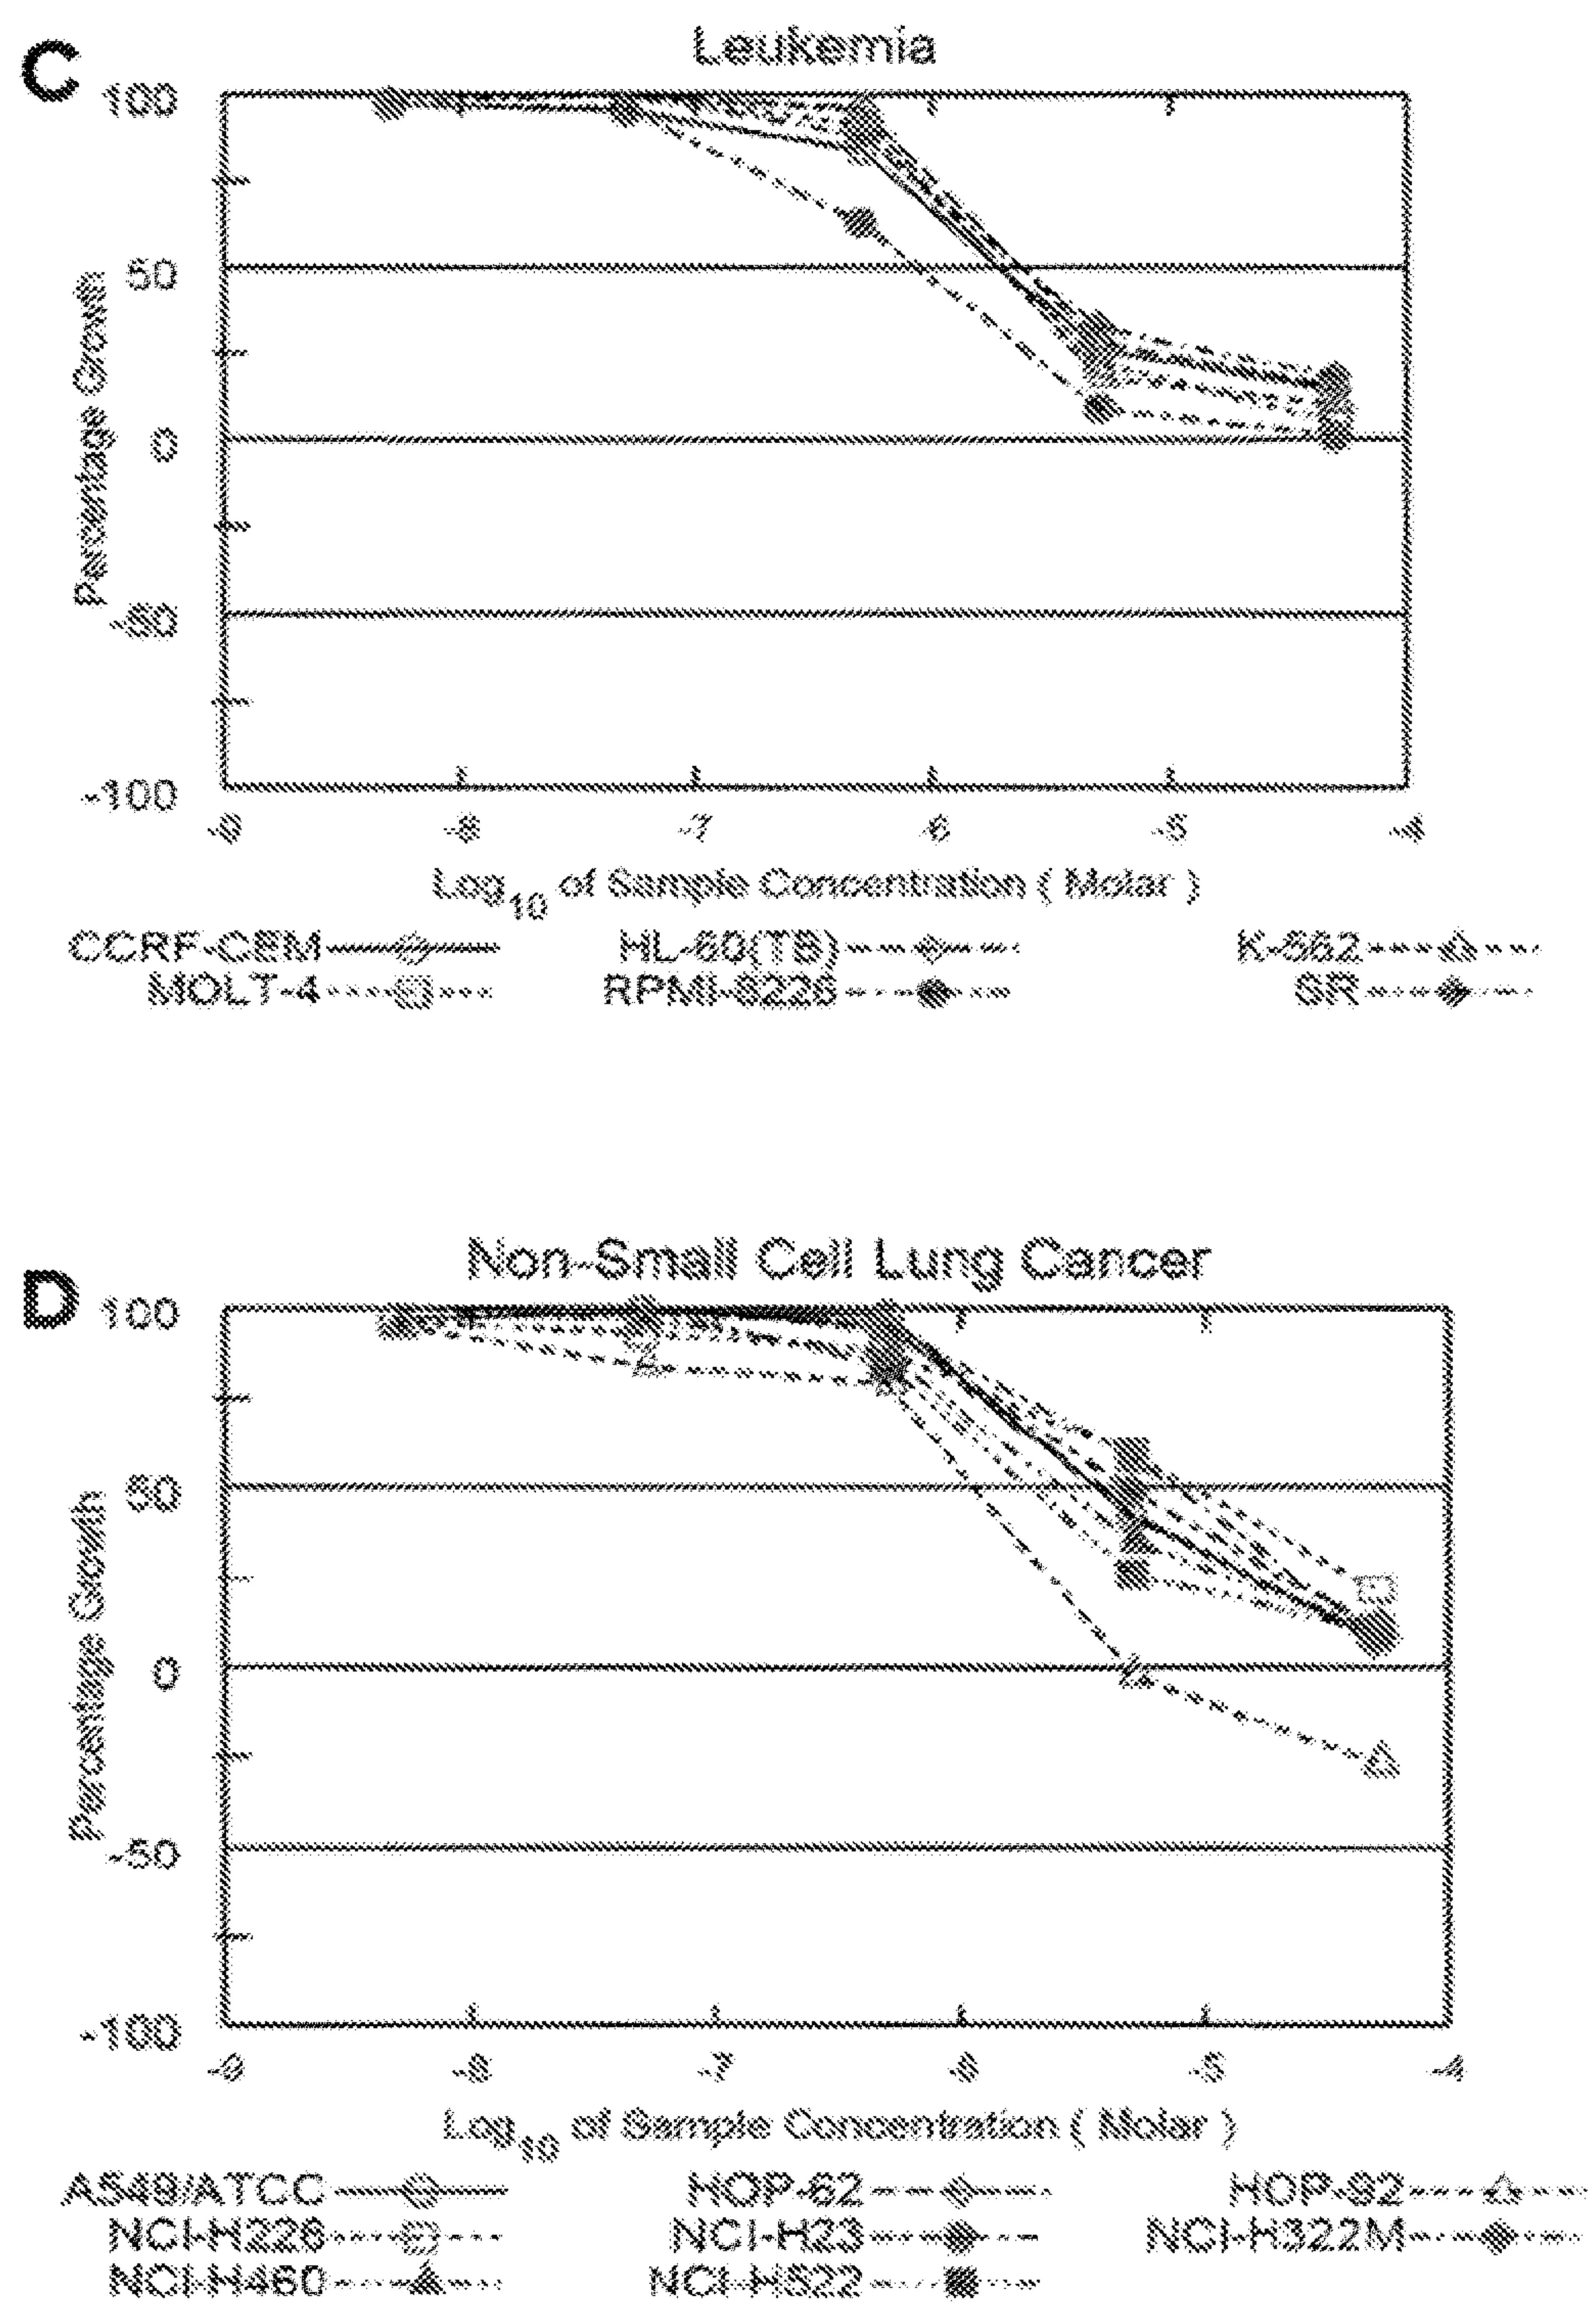 C
Leukemia
100
50
0
-50
-100
Percentage Growth
-9 -8 -7 -6 -5 -4
Log10 of Sample Concentration ( Molar )
CCRF-CEM HL-60(TB) K-562
MOLT-4 RPMI-8226 SR
D
Non-Small Cell Lung Cancer
100
50
0
-50
-100
Percentage Growth
-9 -8 -7 -6 -5 -4
Log10 of Sample Concentration ( Molar )
A549/ATCC HOP-62 HOP-92
NCI-H226 NCI-H23 NCI-H322M
NCI-H460 NCI-H522